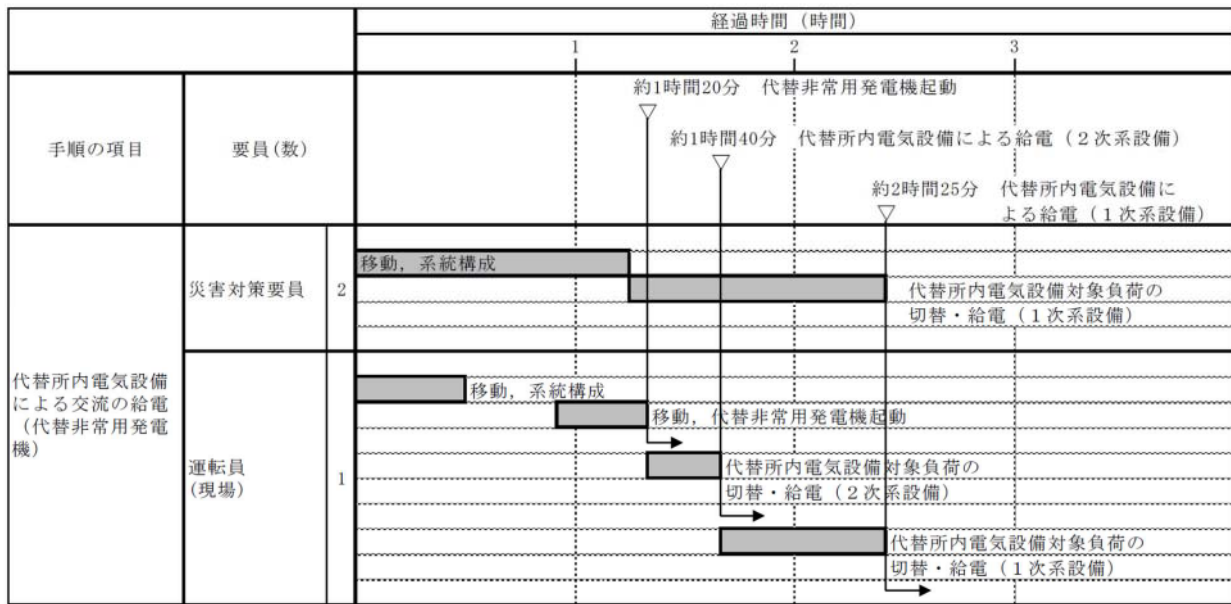 経過時間（時間）
1 2 3
手順の項目
要員(数)
約1時間20分 代替非常用発電機起動
約1時間40分 代替所内電気設備による給電（２次系設備）
約2時間25分 代替所内電気設備に
よる給電（１次系設備）
代替所内電気設備
による交流の給電
（代替非常用発電
機）
災害対策要員
2
移動，系統構成
代替所内電気設備対象負荷の
切替・給電（１次系設備）
運転員
(現場)
1
移動，系統構成
移動，代替非常用発電機起動
代替所内電気設備対象負荷の
切替・給電（２次系設備）
代替所内電気設備対象負荷の
切替・給電（１次系設備）